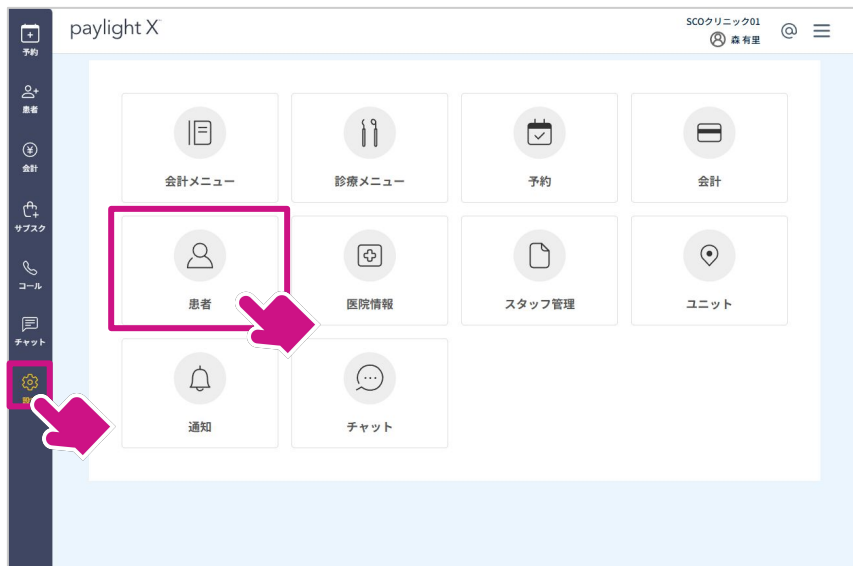 paylight X
SCOクリニック01
森 有里
予約
患者
会計
サブスク
コール
チャット
会計メニュー
診療メニュー
予約
会計
患者
医院情報
スタッフ管理
ユニット
通知
チャット